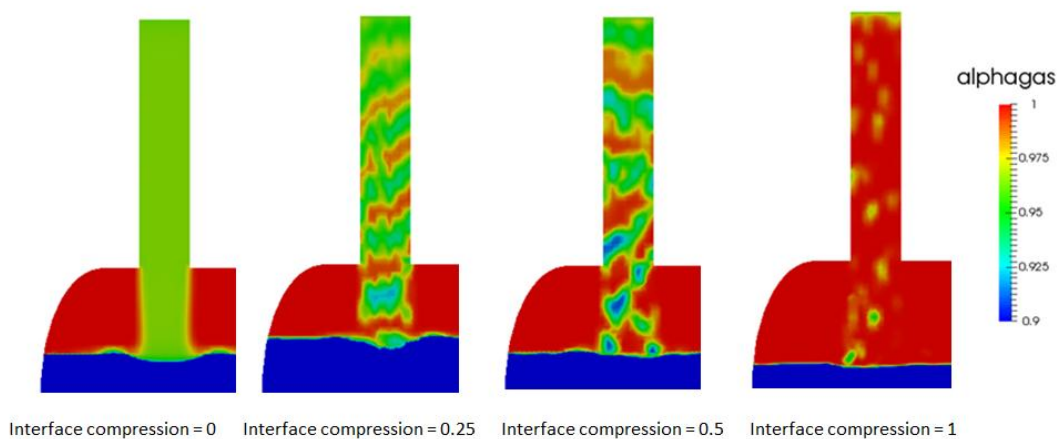 alphagas
1
0.975
0.95
0.925
0.9
Interface compression = 0
Interface compression = 0.25
Interface compression = 0.5
Interface compression = 1